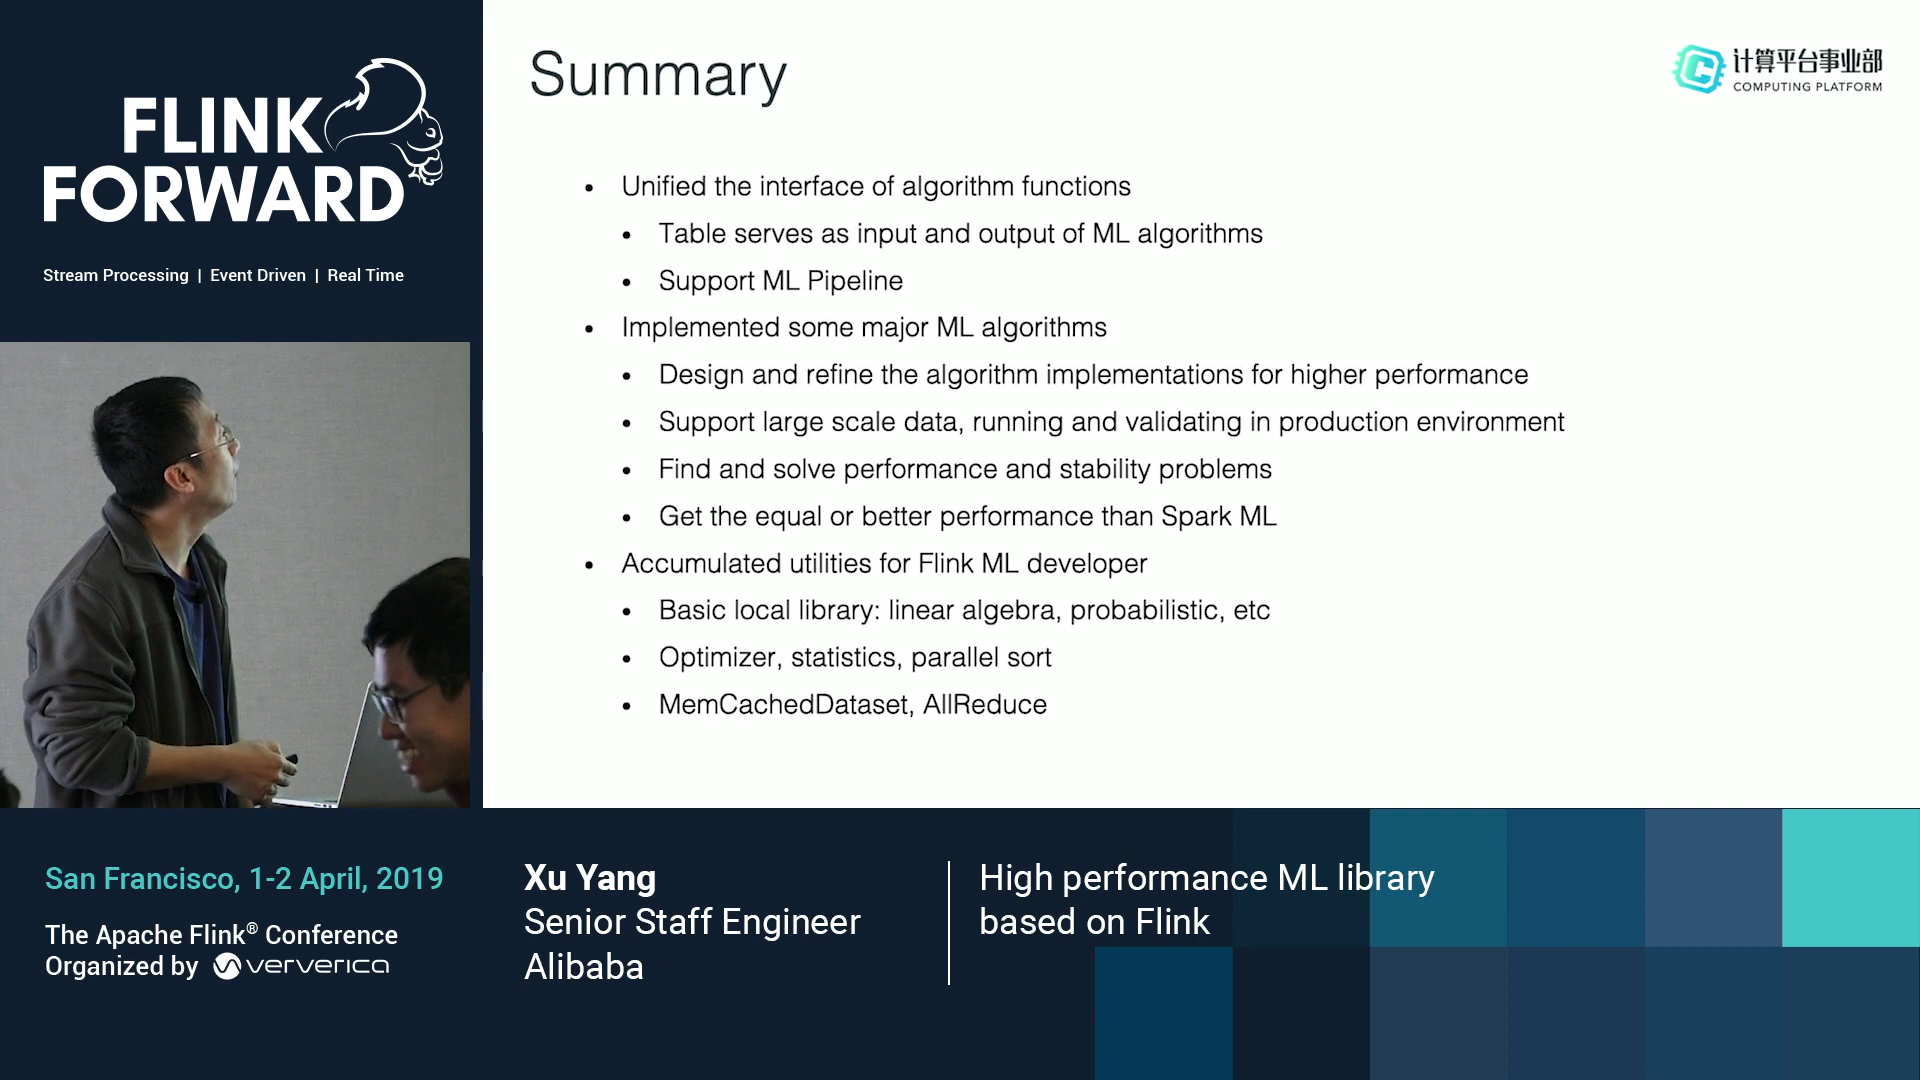 FLINK
FORWARD
Stream Processing | Event Driven | Real Time
Summary
计算平台事业部
COMPUTING PLATFORM
• Unified the interface of algorithm functions
• Table serves as input and output of ML algorithms
• Support ML Pipeline
• Implemented some major ML algorithms
• Design and refine the algorithm implementations for higher performance
• Support large scale data, running and validating in production environment
• Find and solve performance and stability problems
• Get the equal or better performance than Spark ML
• Accumulated utilities for Flink ML developer
• Basic local library: linear algebra, probabilistic, etc
• Optimizer, statistics, parallel sort
• MemCachedDataset, AllReduce
San Francisco, 1-2 April, 2019
The Apache Flink® Conference
Organized by ververica
Xu Yang
Senior Staff Engineer
Alibaba
High performance ML library
based on Flink